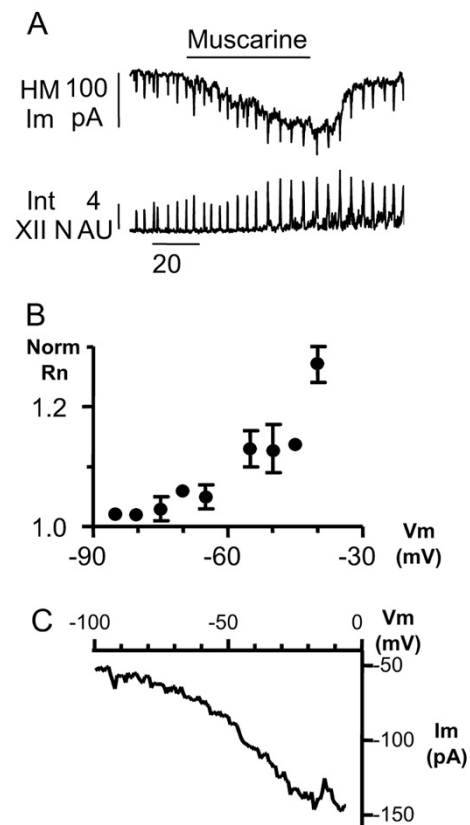 A
Muscarine
HM 100
Im pA
Int 4
XII N AU
20
B
Norm
Rn
1.2
1.0
-90 -60 -30
Vm
(mV)
C
-100 -50 0
Vm
(mV)
-50
-100
-150
Im
(pA)